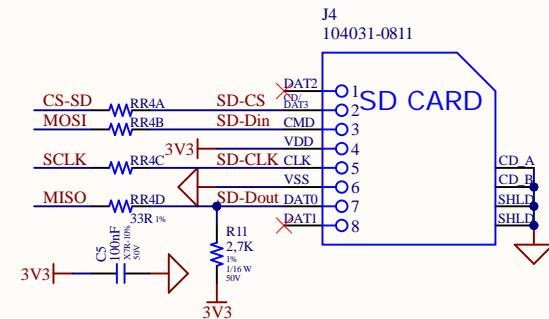 J4
104031-0811
DAT2
1
CD/
DAT3
2
CS-SD
RR4A
SD-CS
SD CARD
MOSI
RR4B
SD-Din
CMD
3
3V3
VDD
4
SCLK
RR4C
SD-CLK
CLK
5
VSS
6
MISO
RR4D
SD-Dout
DAT0
7
33R 1%
DAT1
8
CD_A
CD_B
SHLD
SHLD
R11
2,7K
1%
1/16 W
50V
3V3
C5
100nF
X7R-10%
50V
3V3